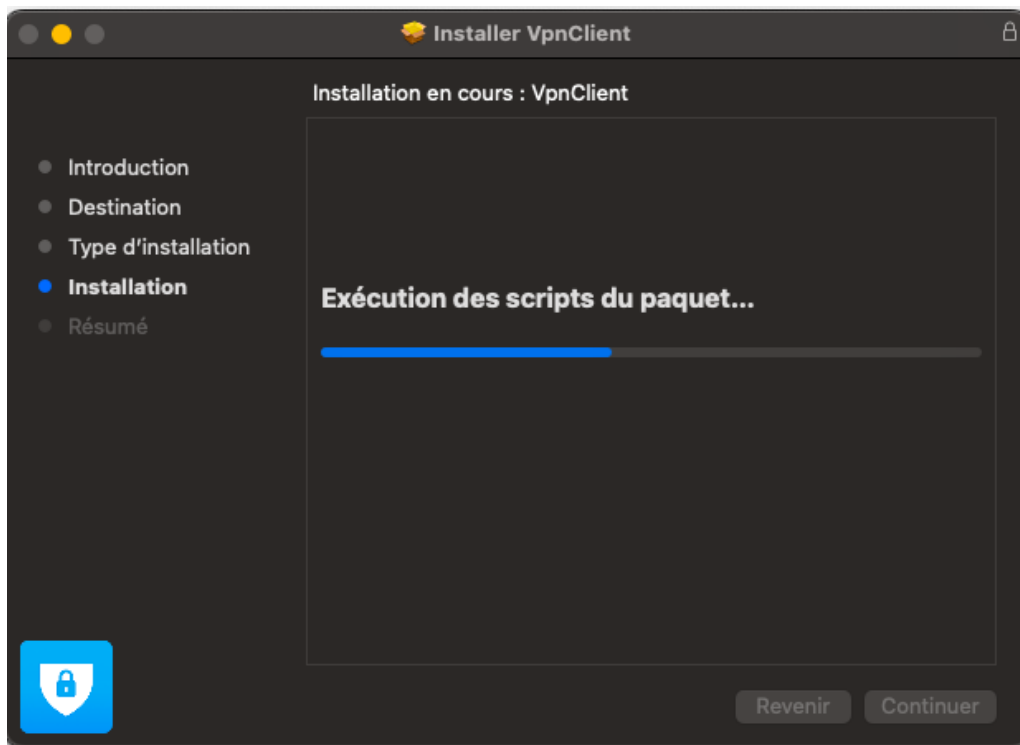 Installer VpnClient
Installation en cours : VpnClient
Introduction
Destination
Type d'installation
Installation
Résumé
Exécution des scripts du paquet...
Revenir
Continuer